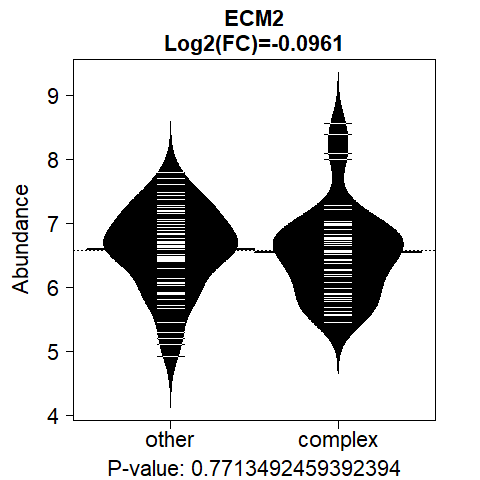 ECM2
Log2(FC)=-0.0961
Abundance
9
8
7
6
5
4
other complex
P-value: 0.7713492459392394